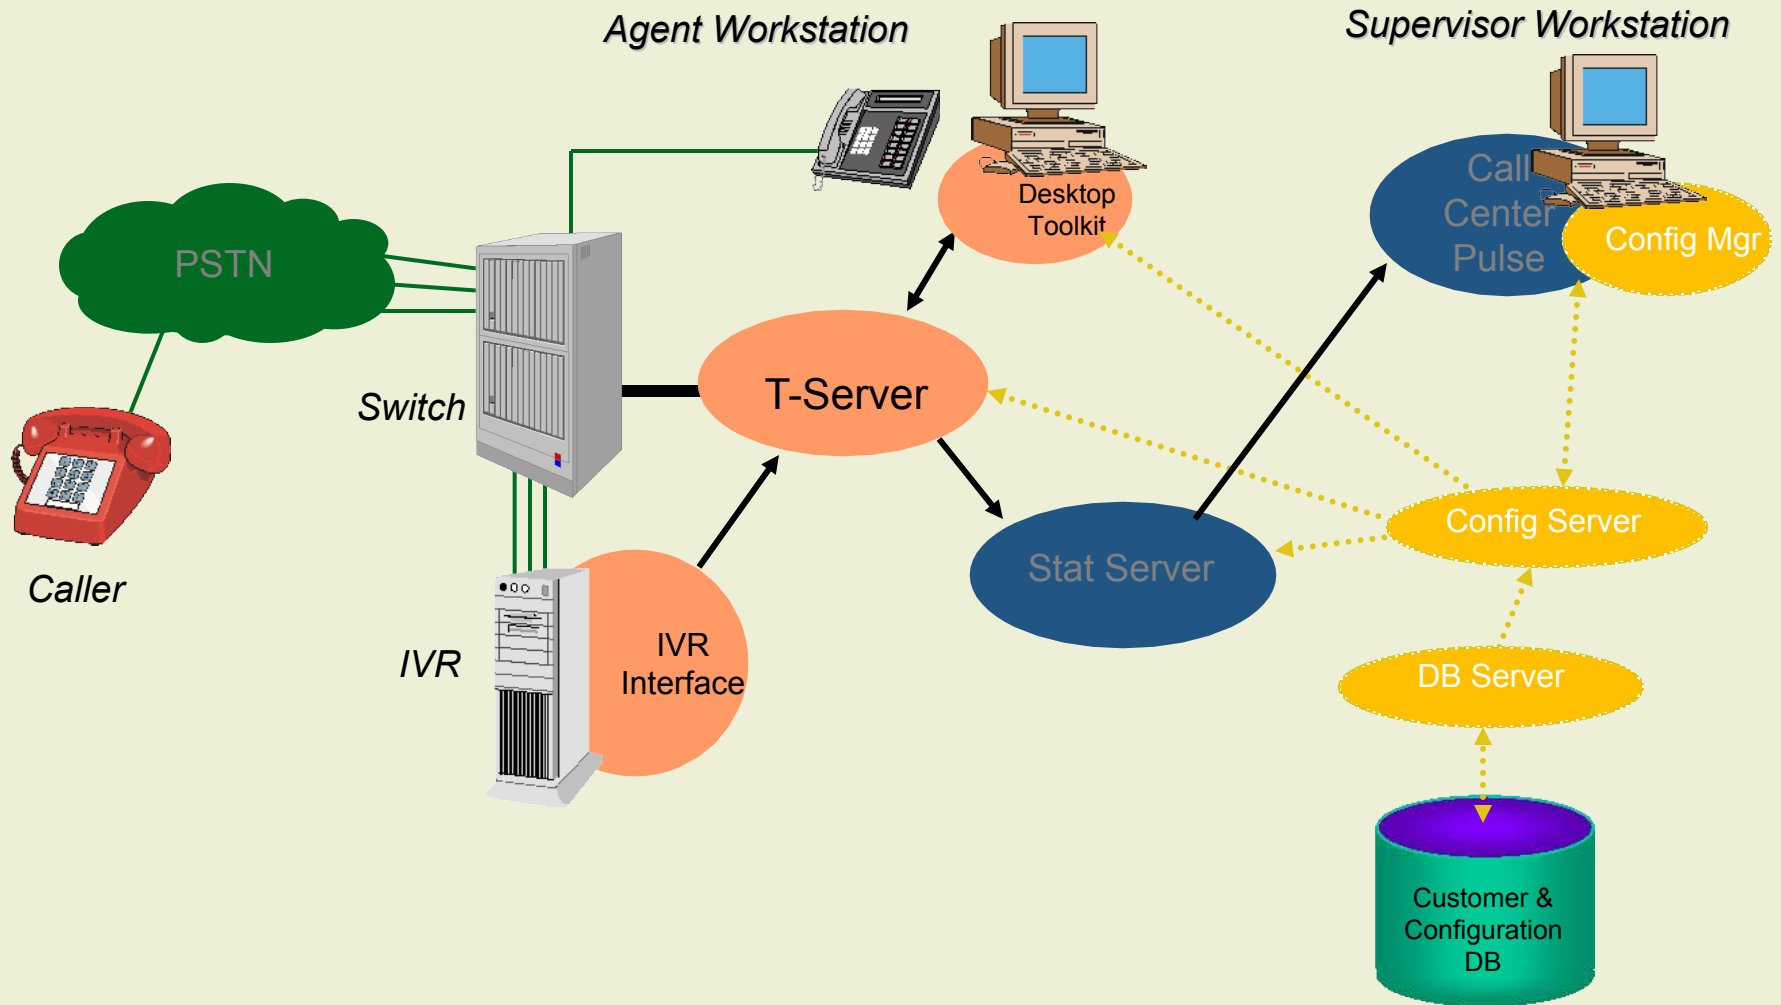 Agent Workstation
Supervisor Workstation
Desktop
Toolkit
Call
Center
Pulse
Config Mgr
PSTN
Switch
T-Server
Config Server
Stat Server
Caller
IVR
IVR
Interface
DB Server
Customer &
Configuration
DB